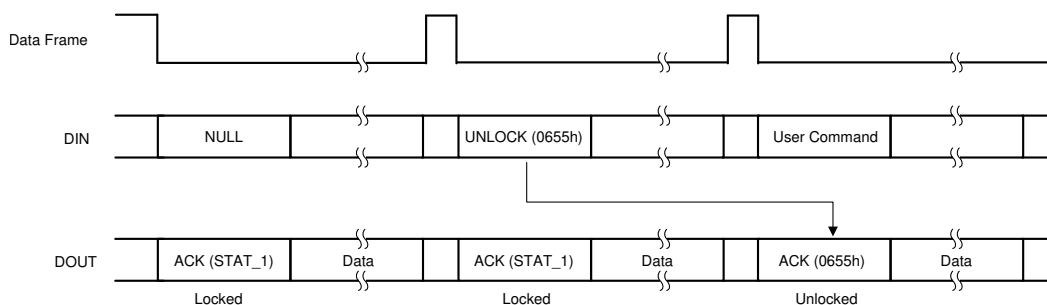 Data Frame
DIN
NULL
UNLOCK (0655h)
User Command
DOUT
ACK (STAT_1)
Data
ACK (STAT_1)
Data
ACK (0655h)
Data
Locked
Locked
Unlocked